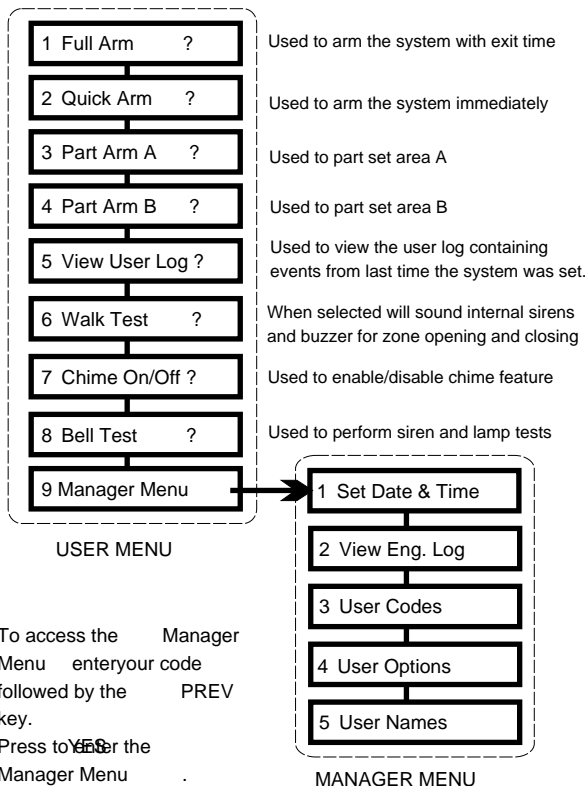 1 Full Arm ? Used to arm the system with exit time
2 Quick Arm ? Used to arm the system immediately
3 Part Arm A ? Used to part set area A
4 Part Arm B ? Used to part set area B
5 View User Log ? Used to view the user log containing
events from last time the system was set.
6 Walk Test ? When selected will sound internal sirens
and buzzer for zone opening and closing
7 Chime On/Off ? Used to enable/disable chime feature
8 Bell Test ? Used to perform siren and lamp tests
9 Manager Menu
USER MENU
1 Set Date & Time
2 View Eng. Log
3 User Codes
4 User Options
5 User Names
MANAGER MENU
To access the Manager
Menu enteryour code
followed by the PREV
key.
Press to YES enter the
Manager Menu .